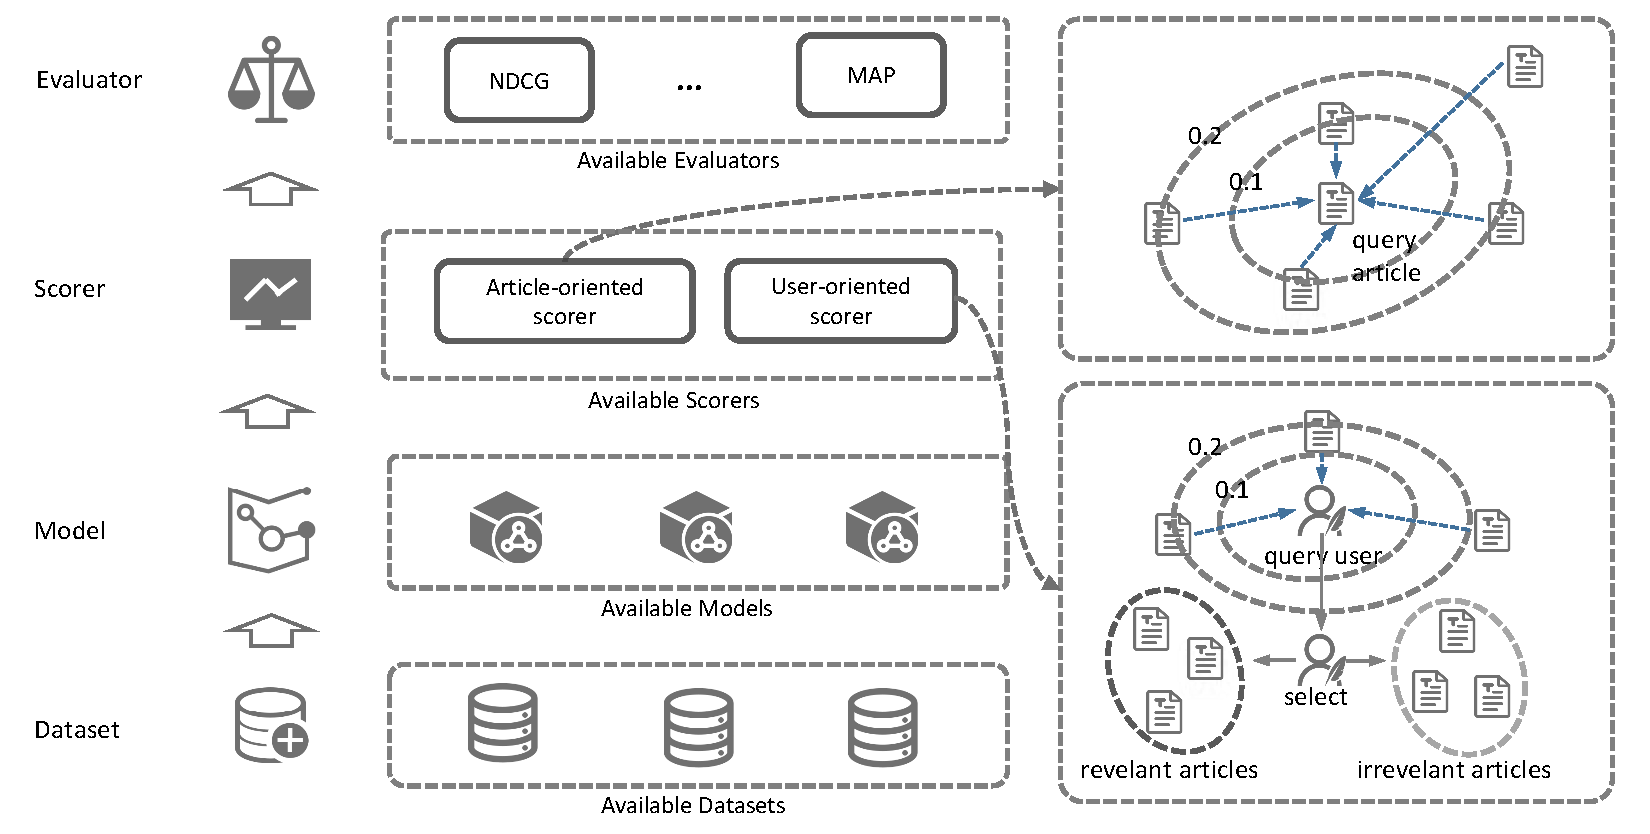 Evaluator
NDCG
...
MAP
Available Evaluators
Scorer
Article-oriented
scorer
User-oriented
scorer
Available Scorers
Model
Available Models
Dataset
Available Datasets
0.2
0.1
query
article
0.2
0.1
query user
select
revelant articles
irrevelant articles